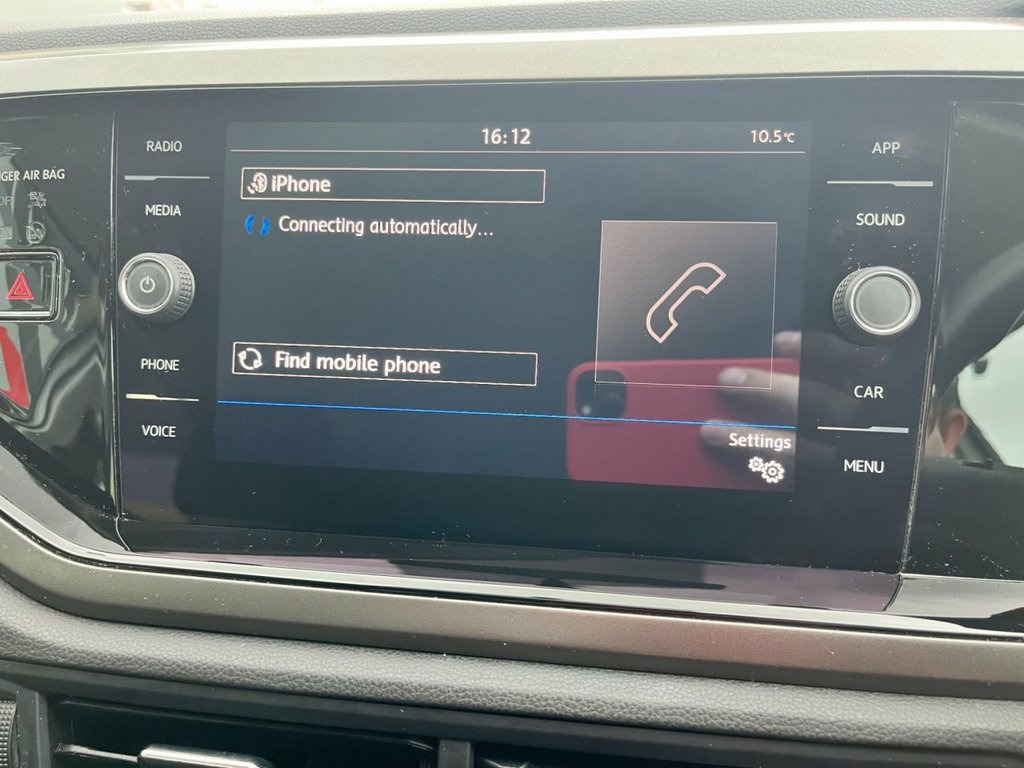 16:12
10.5°C
RADIO
MEDIA
PHONE
VOICE
GER AIR BAG
OFF
iPhone
Connecting automatically...
Find mobile phone
Settings
APP
SOUND
CAR
MENU